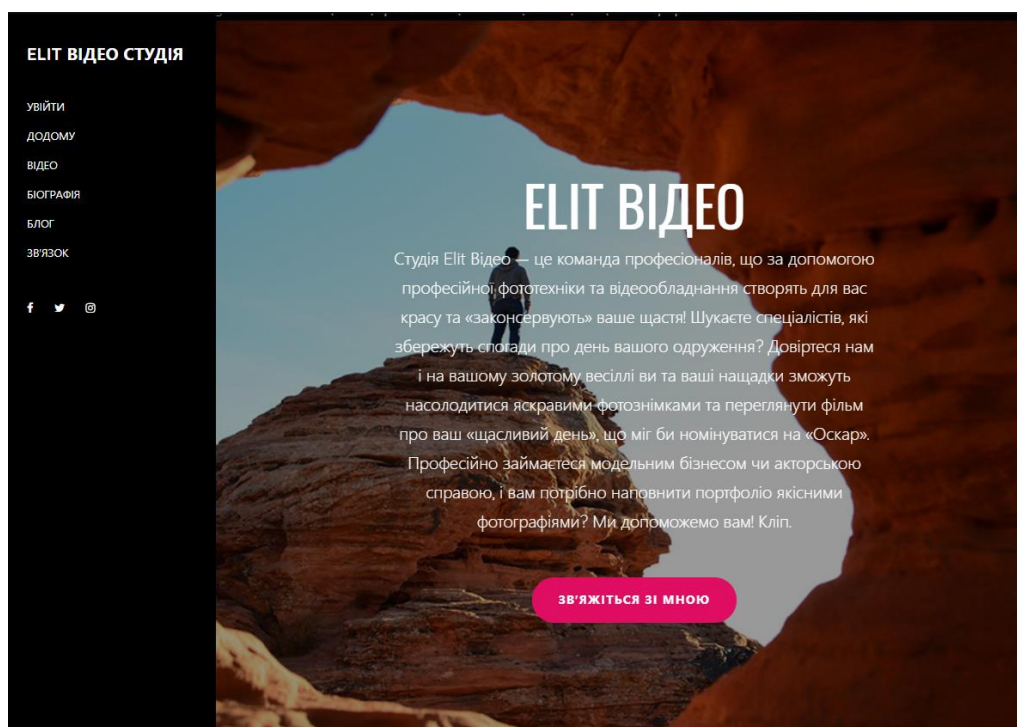 ELIT ВІДЕО СТУДІЯ
УВІЙТИ
ДОДОМУ
ВІДЕО
БІОГРАФІЯ
БЛОГ
ЗВ'ЯЗОК
ELIT ВІДЕО
Студія Elit Відео — це команда професіоналів, що за допомогою
професійної фототехніки та відеообладнання створять для вас
красу та «законсервують» ваше щастя! Шукаєте спеціалістів, які
збережуть спогади про день вашого одруження? Довіртеся нам
і на вашому золотому весіллі ви та ваші нащадки зможуть
насолодитися яскравими фотознімками та переглянути фільм
про ваш «щасливий день», що міг би номінуватися на «Оскар».
Професійно займаєтеся модельним бізнесом чи акторською
справою, і вам потрібно наповнити портфоліо якісними
фотографіями? Ми допоможемо вам! Кліп.
ЗВ'ЯЖІТЬСЯ ЗІ МНОЮ